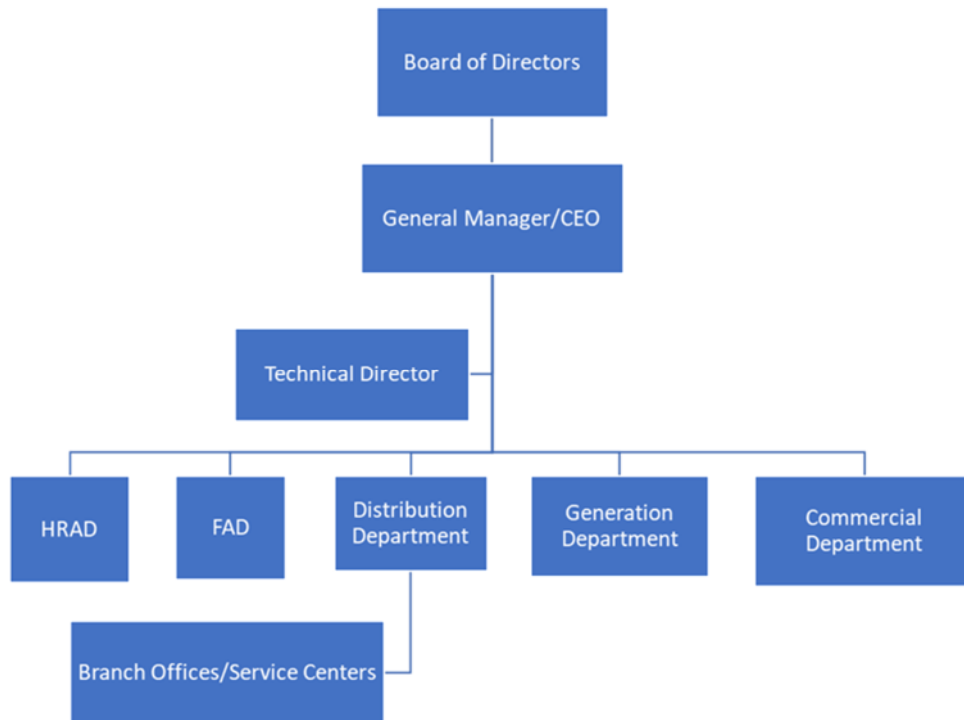 Board of Directors
General Manager/CEO
Technical Director
HRAD
FAD
Distribution
Department
Generation
Department
Commercial
Department
Branch Offices/Service Centers